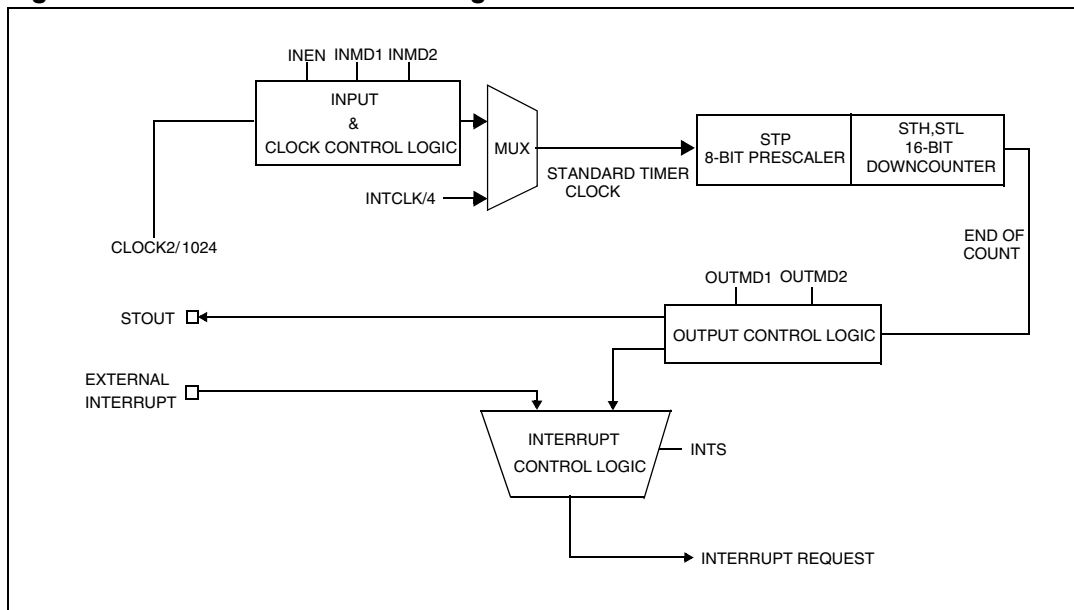 INEN INMD1 INMD2
INPUT
&
CLOCK CONTROL LOGIC
MUX
INTCLK/4
CLOCK2/1024
STANDARD TIMER
CLOCK
STP
8-BIT PRESCALER
STH,STL
16-BIT
DOWNCOUNTER
END OF
COUNT
OUTMD1 OUTMD2
OUTPUT CONTROL LOGIC
STOUT
EXTERNAL
INTERRUPT
INTERRUPT
CONTROL LOGIC
INTS
INTERRUPT REQUEST